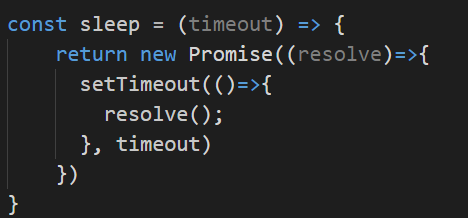 const sleep = (timeout) => {
    return new Promise((resolve)=>{
      setTimeout(()=>{
        resolve();
      }, timeout)
    })
}